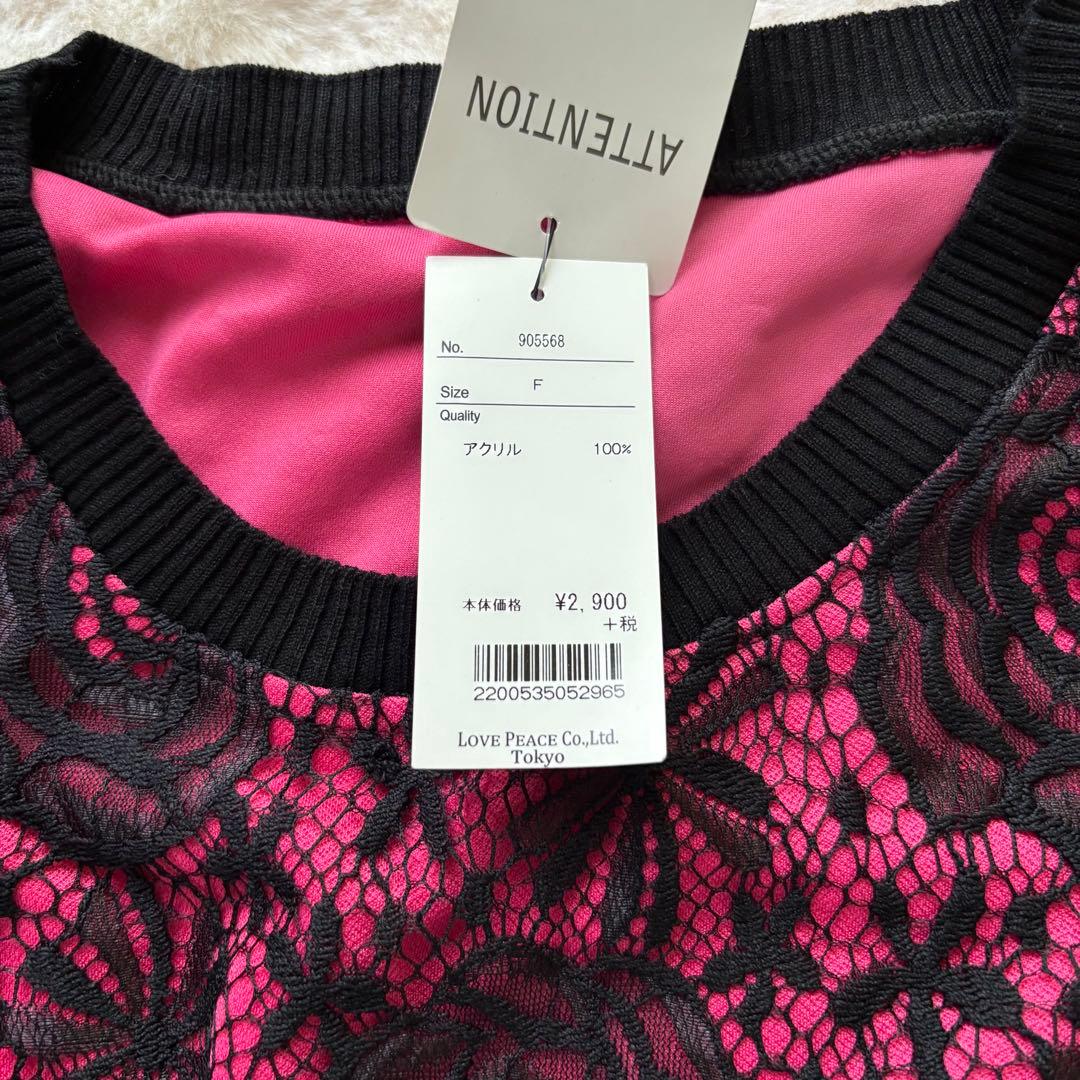 ATTENTION
No. 905568
Size F
Quality
アクリル 100%
本体価格 ¥2,900
+税
2200535052965
LOVE PEACE CO.,Ltd.
Tokyo